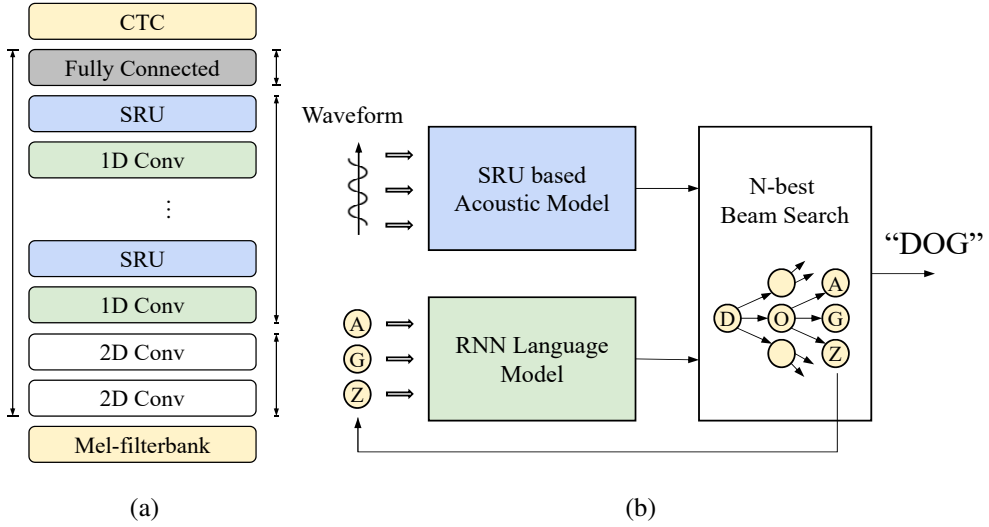 CTC
Fully Connected
SRU
1D Conv
⋮
SRU
1D Conv
2D Conv
2D Conv
Mel-filterbank
(a)
Waveform
SRU based
Acoustic Model
A
G
Z
RNN Language
Model
N-best
Beam Search
D
O
A
G
Z
“DOG”
(b)